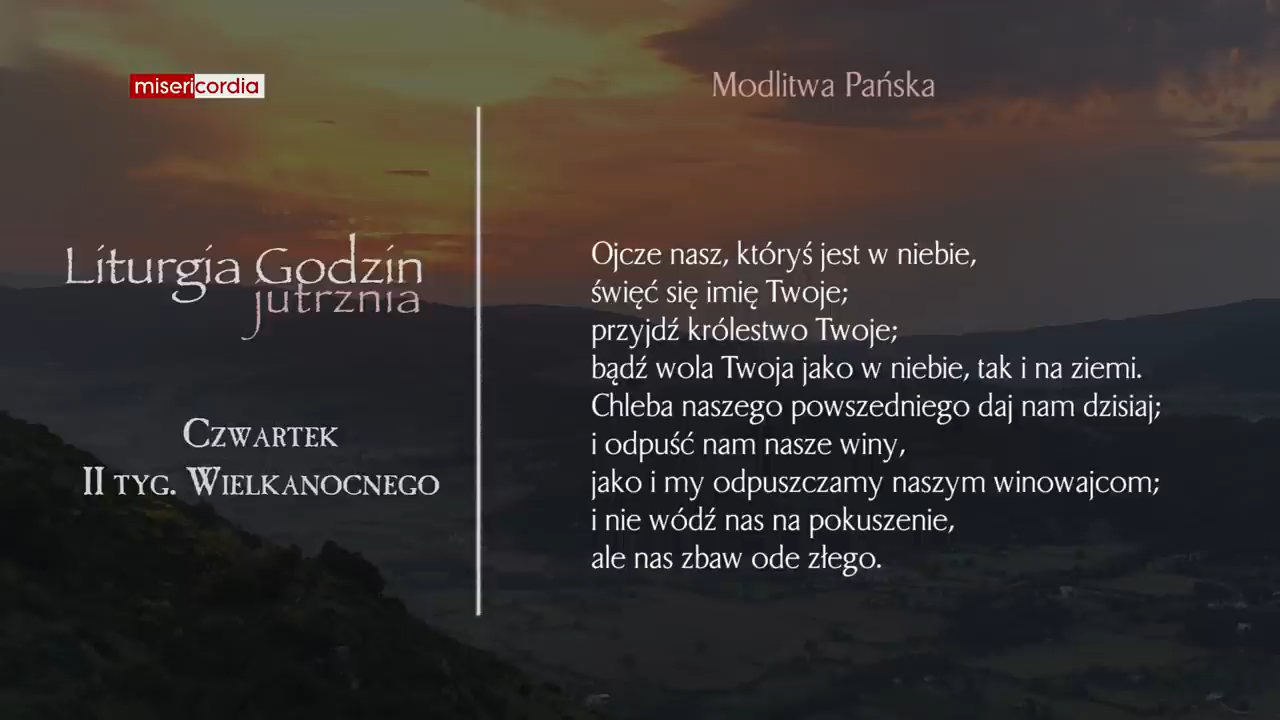 misericordia
Modlitwa Pańska
Liturgia Godzin
jutrznia
Czwartek
II tyg. Wielkanocnego
Ojcze nasz, któryś jest w niebie,
święć się imię Twoje;
przyjdź królestwo Twoje;
bądź wola Twoja jako w niebie, tak i na ziemi.
Chleba naszego powszedniego daj nam dzisiaj;
i odpuść nam nasze winy,
jako i my odpuszczamy naszym winowajcom;
i nie wódź nas na pokuszenie,
ale nas zbaw ode złego.